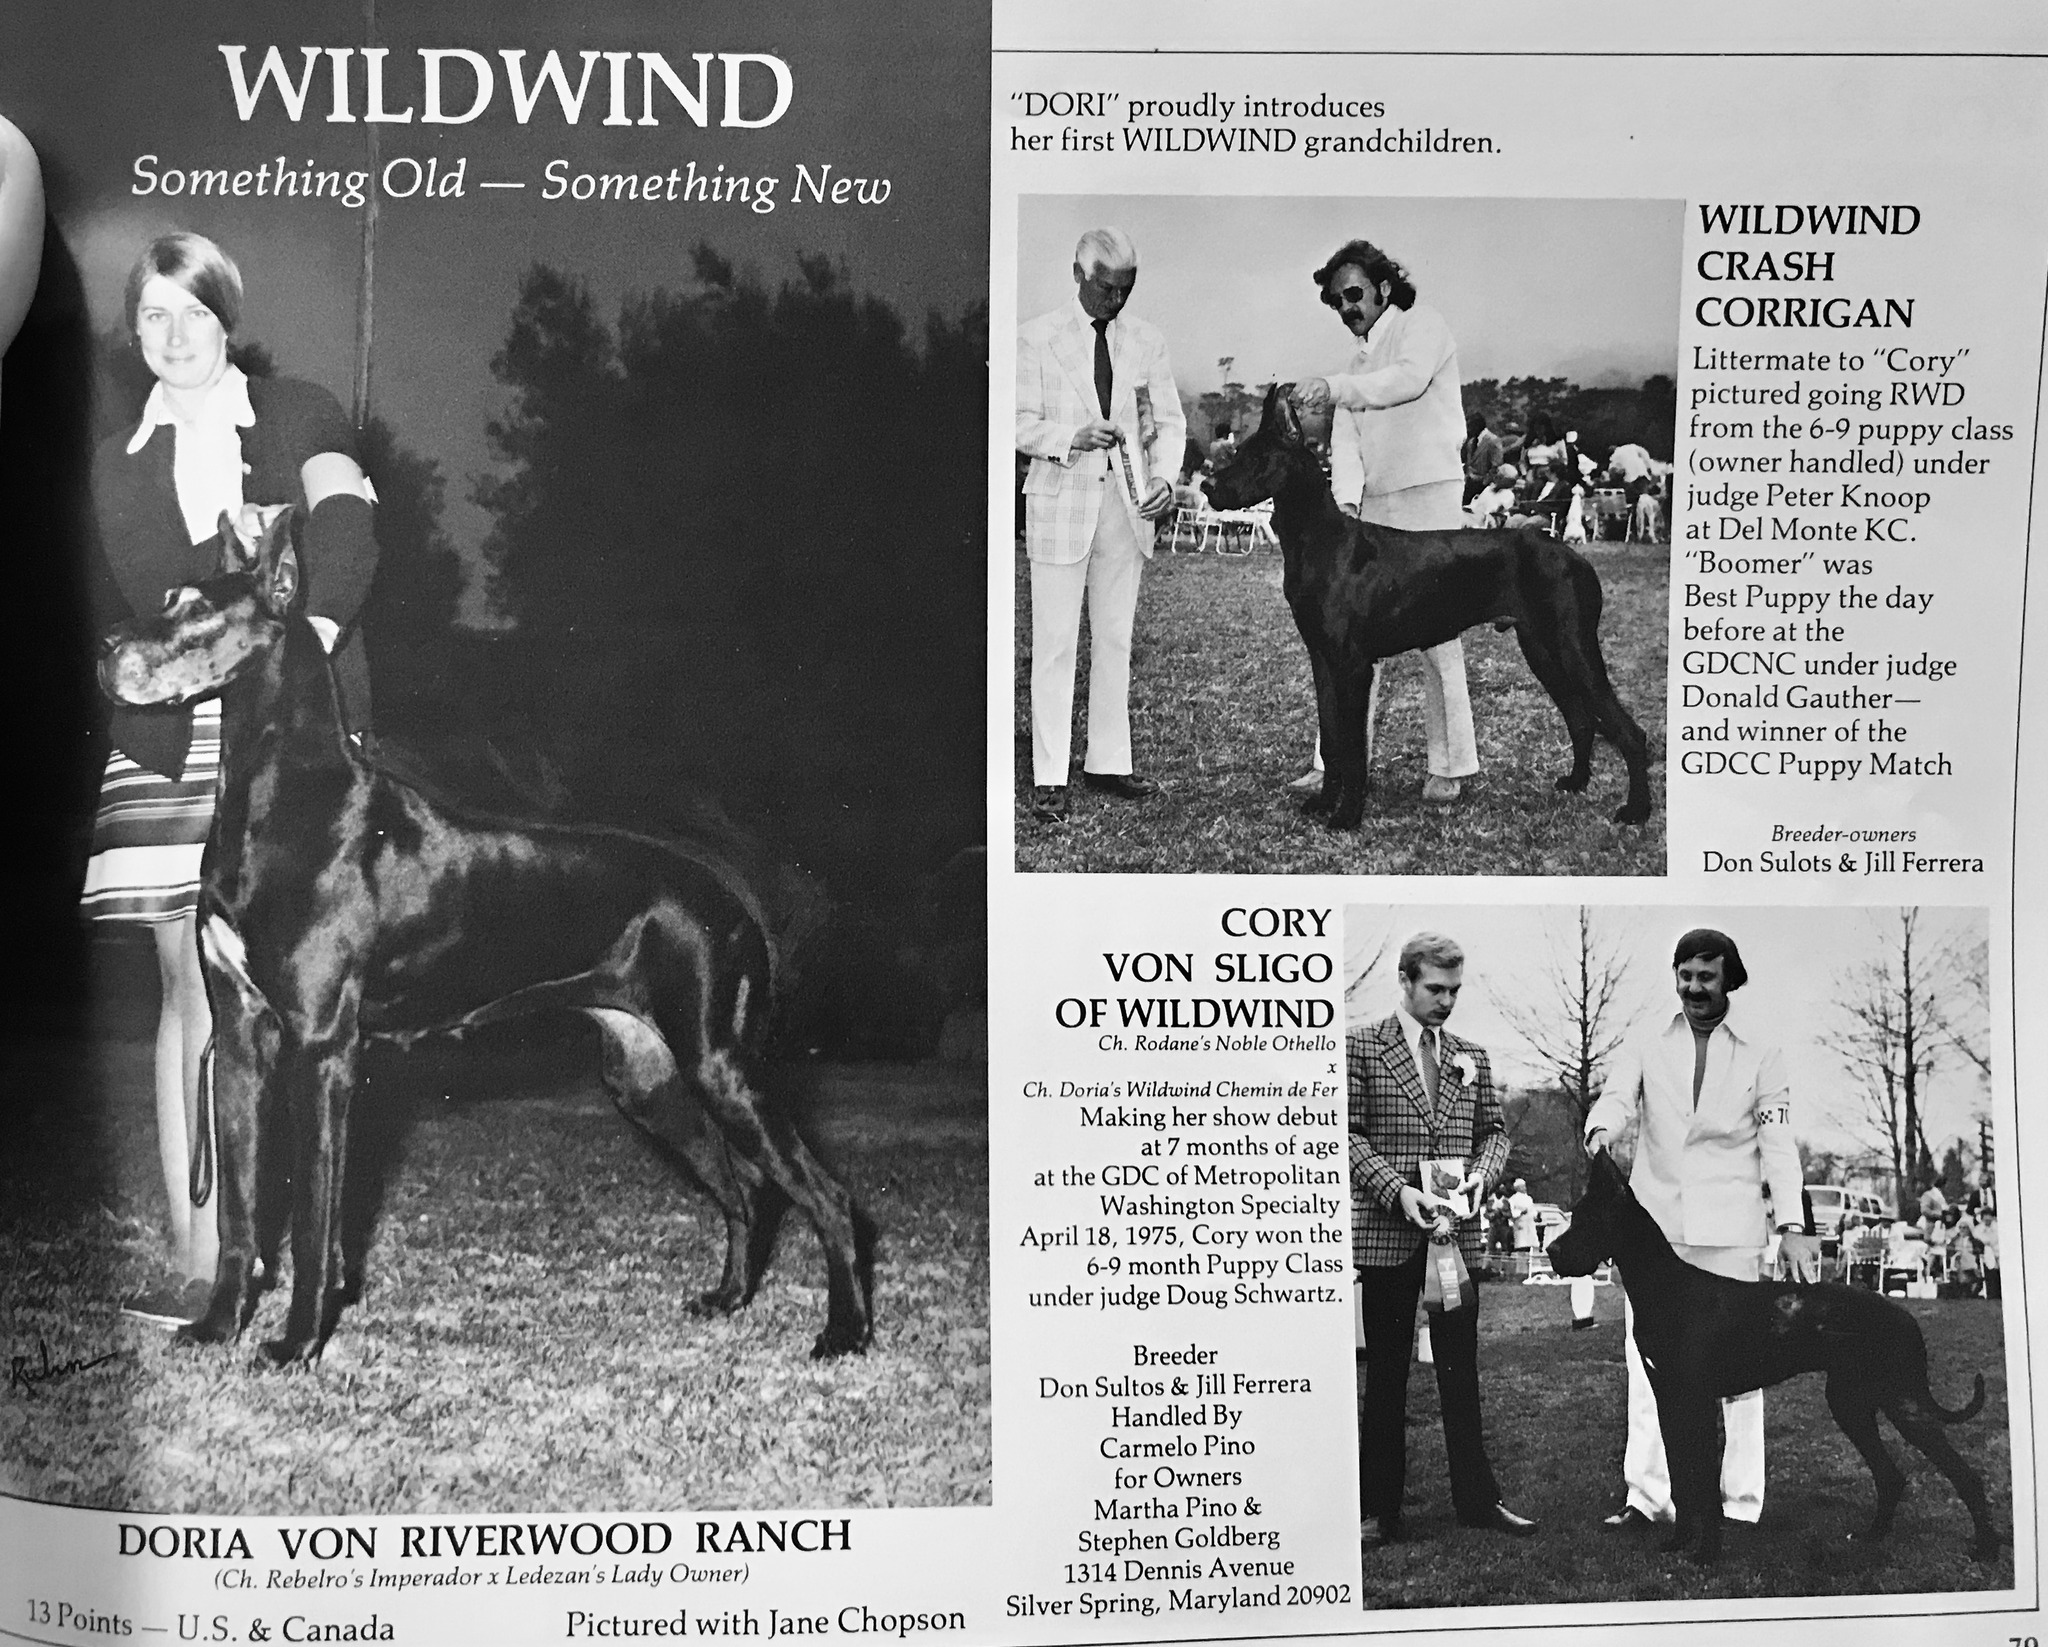 WILDWIND
Something Old — Something New
DORIA VON RIVERWOOD RANCH
(Ch. Rebelro's Imperador x Ledezan's Lady Owner)
13 Points — U.S. & Canada
Pictured with Jane Chopson
"DORI" proudly introduces
her first WILDWIND grandchildren.
WILDWIND
CRASH
CORRIGAN
Littermate to "Cory"
pictured going RWD
from the 6-9 puppy class
(owner handled) under
judge Peter Knoop
at Del Monte KC.
"Boomer" was
Best Puppy the day
before at the
GDCNC under judge
Donald Gauther—
and winner of the
GDCC Puppy Match
Breeder-owners
Don Sulots & Jill Ferrera
CORY
VON SLIGO
OF WILDWIND
Ch. Rodane's Noble Othello
x
Ch. Doria's Wildwind Chemin de Fer
Making her show debut
at 7 months of age
at the GDC of Metropolitan
Washington Specialty
April 18, 1975, Cory won the
6-9 month Puppy Class
under judge Doug Schwartz.
Breeder
Don Sultos & Jill Ferrera
Handled By
Carmelo Pino
for Owners
Martha Pino &
Stephen Goldberg
1314 Dennis Avenue
Silver Spring, Maryland 20902